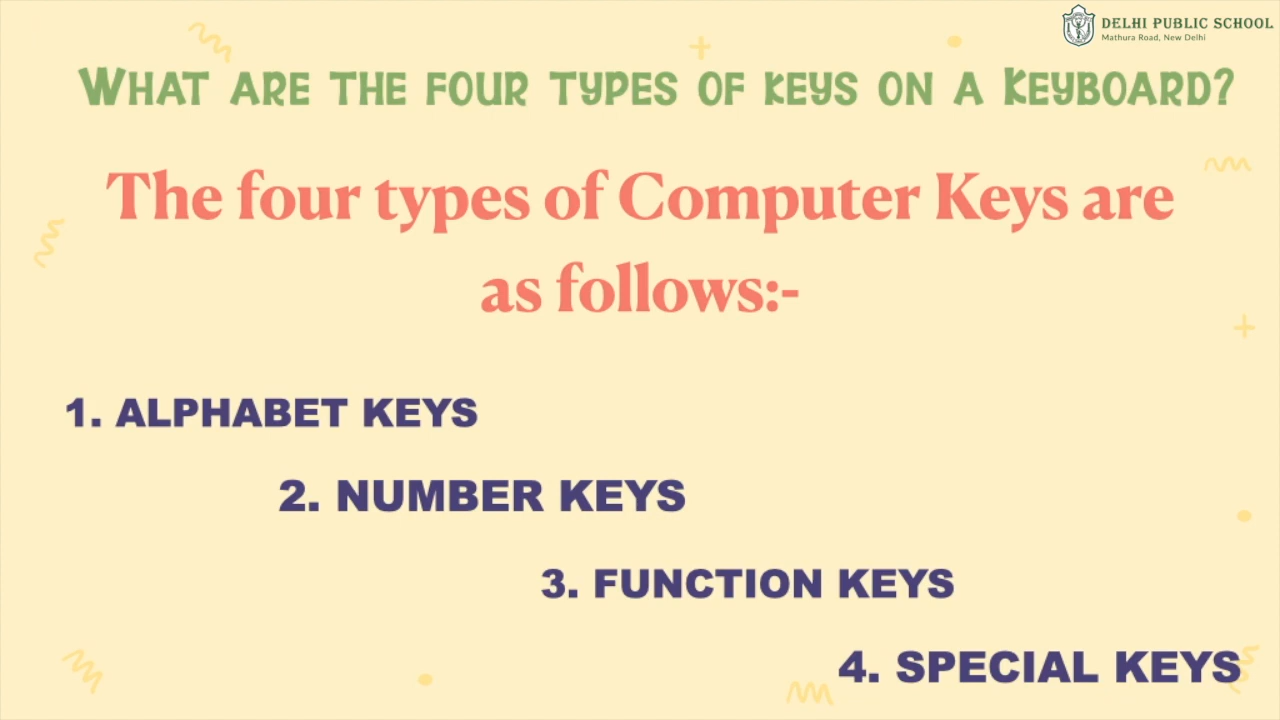 DELHI PUBLIC SCHOOL
Mathura Road, New Delhi
What are the four types of keys on a Keyboard?
The four types of Computer Keys are
as follows:-
1. ALPHABET KEYS
2. NUMBER KEYS
3. FUNCTION KEYS
4. SPECIAL KEYS